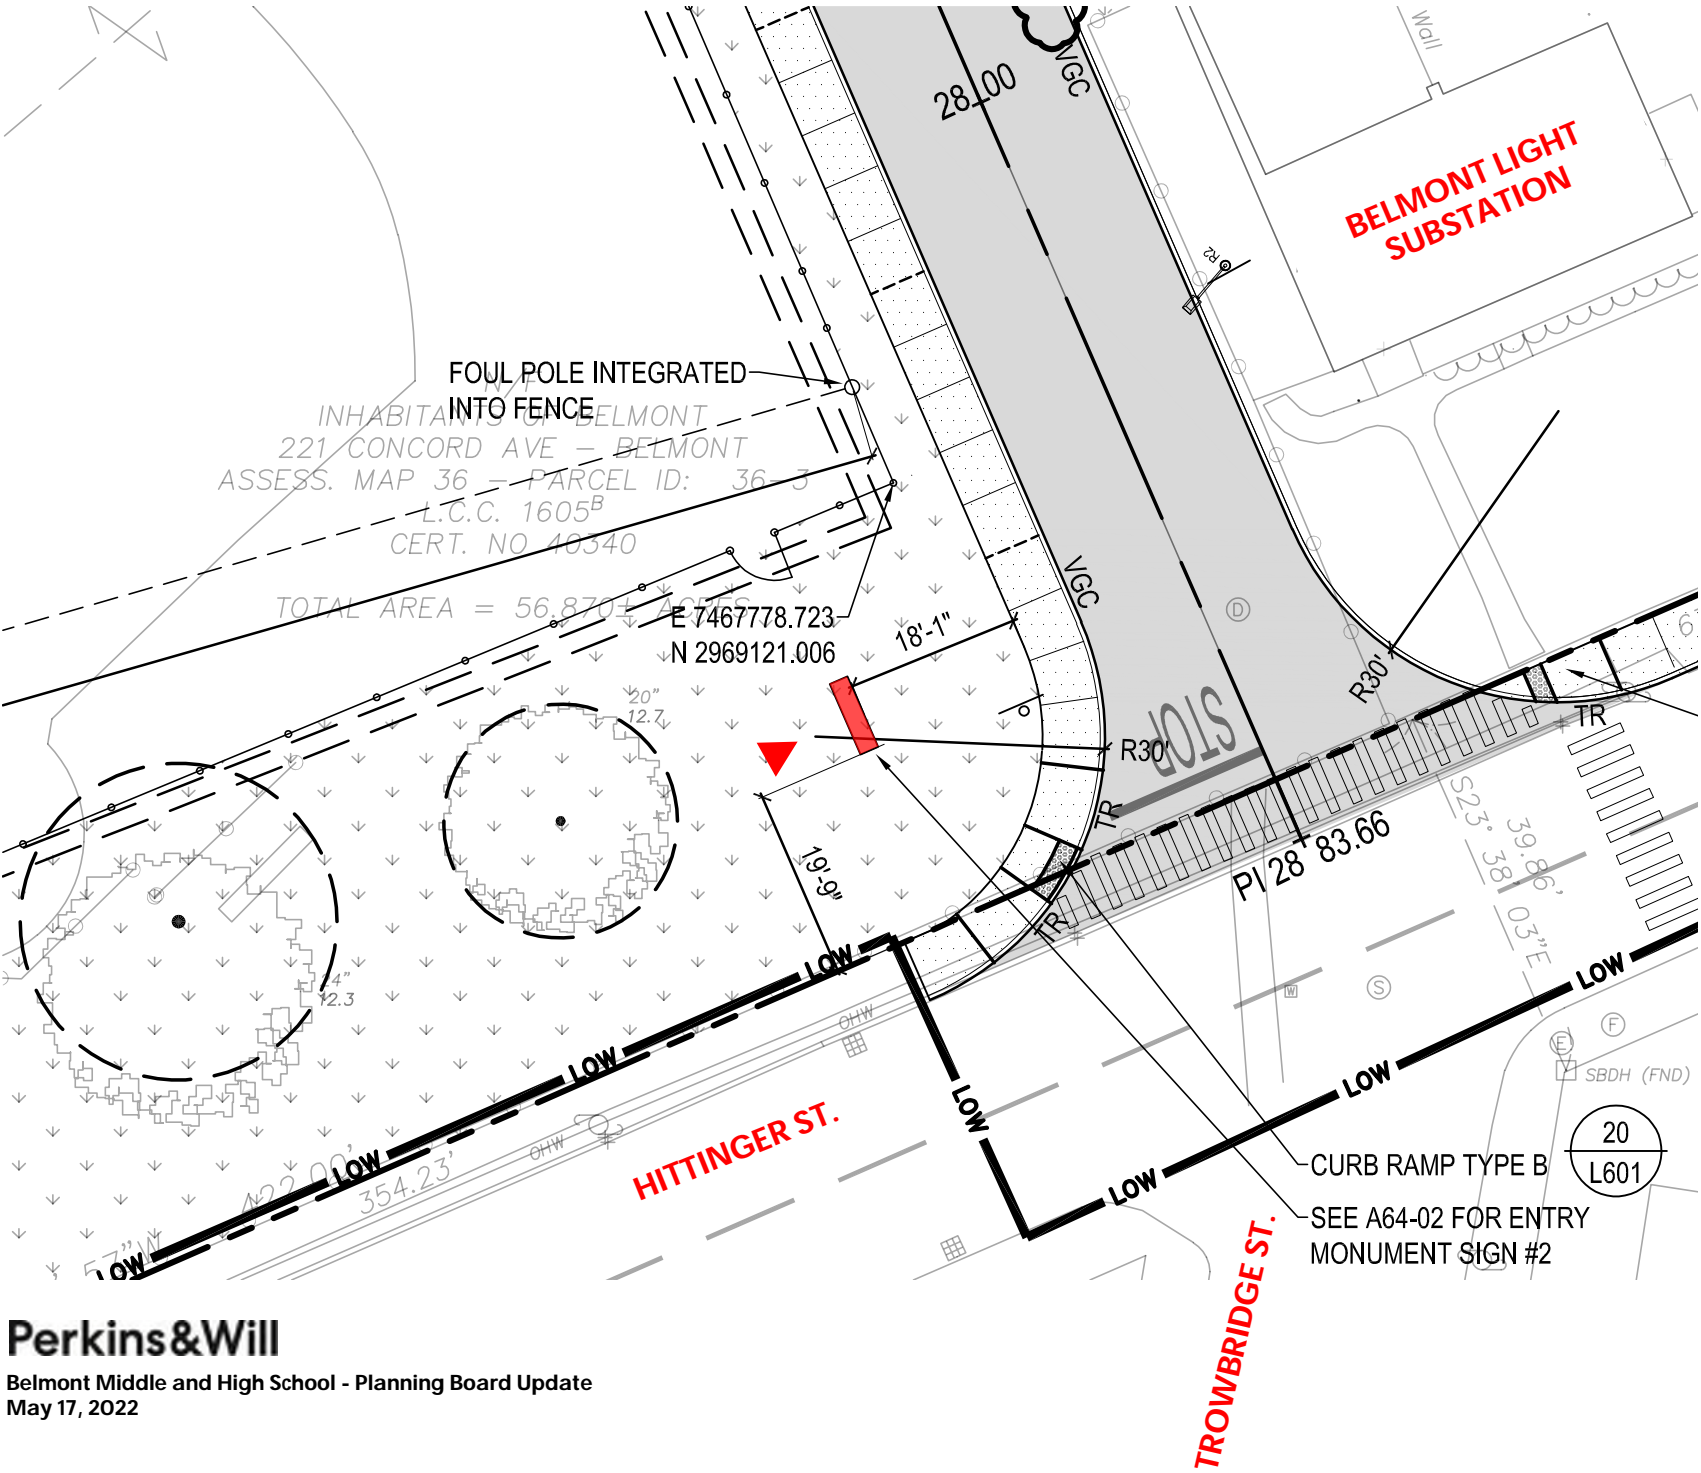 Wall
VGC
28 00
BELMONT LIGHT
SUBSTATION
R2
FOUL POLE INTEGRATED
INTO FENCE
N/F
INHABITANTS OF BELMONT
221 CONCORD AVE – BELMONT
ASSESS. MAP 36 – PARCEL ID: 36–3
L.C.C. 1605B
CERT. NO 40340
TOTAL AREA = 56.870± ACRES
E 7467778.723
N 2969121.006
18'-1"
VGC
D
R30'
STOP
R30'
TR
TR
TR
20"
12.7
19'-9"
24"
12.3
PI 28 83.66
S23° 38' 03"E
39.86'
W
S
F
E
SBDH (FND)
LOW
LOW
LOW
LOW
LOW
LOW
LOW
LOW
OHW
OHW
422.00'
354.23'
57"W
HITTINGER ST.
TROWBRIDGE ST.
CURB RAMP TYPE B
20
L601
SEE A64-02 FOR ENTRY
MONUMENT SIGN #2
Perkins&Will
Belmont Middle and High School - Planning Board Update
May 17, 2022